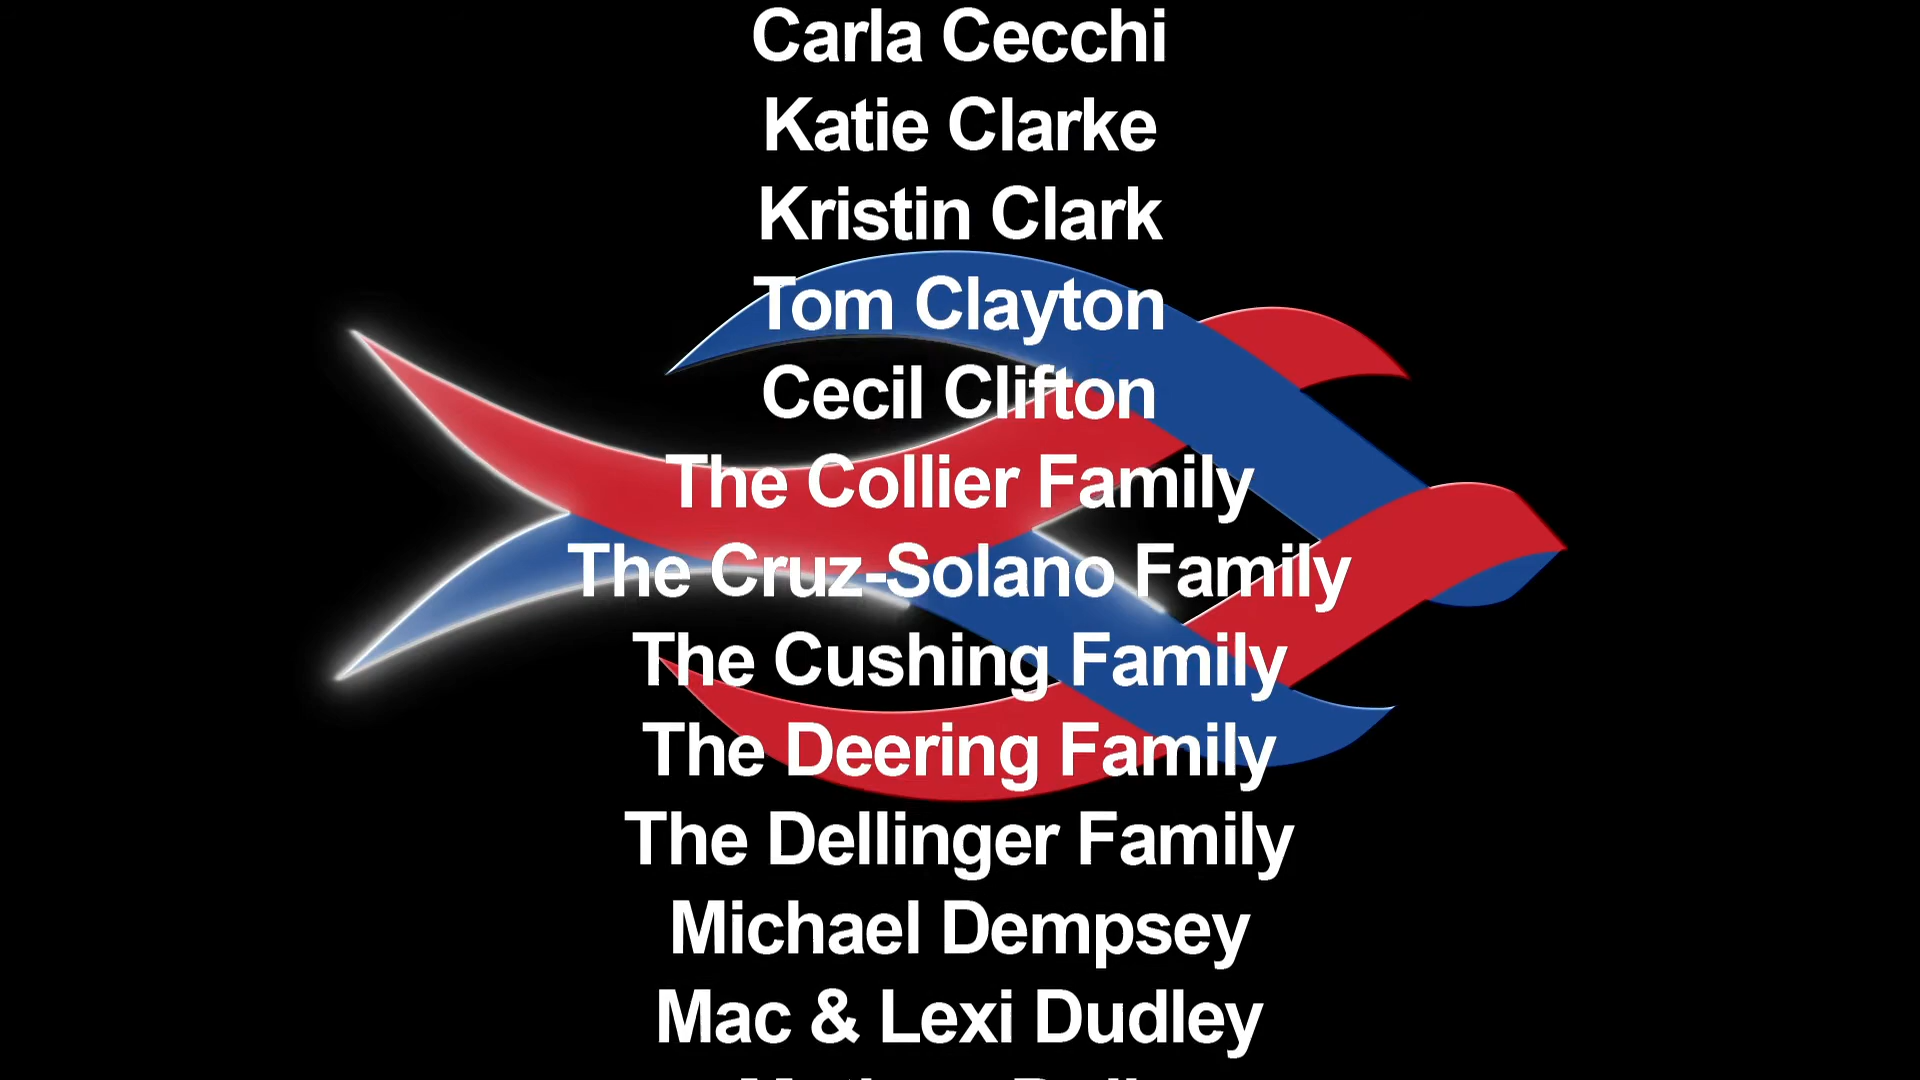 Carla Cecchi
Katie Clarke
Kristin Clark
Tom Clayton
Cecil Clifton
The Collier Family
The Cruz-Solano Family
The Cushing Family
The Deering Family
The Dellinger Family
Michael Dempsey
Mac & Lexi Dudley